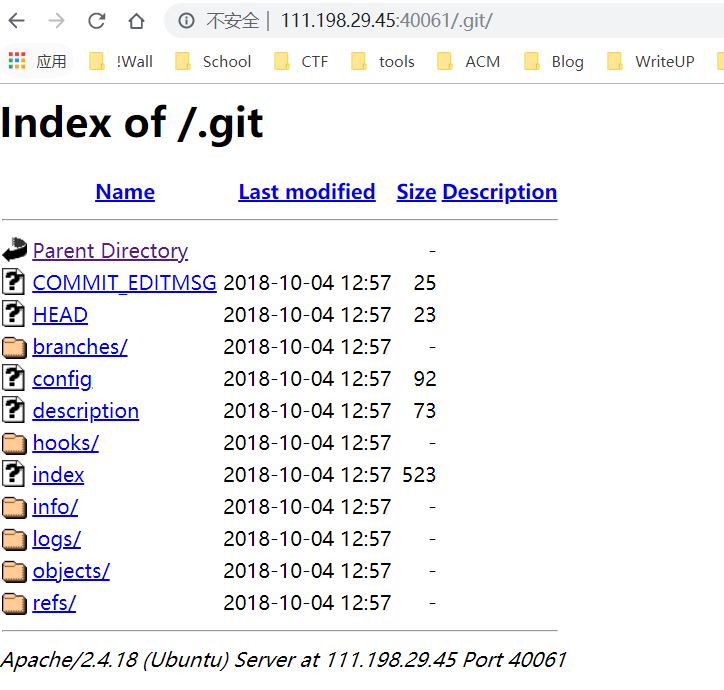 不安全 | 111.198.29.45:40061/.git/
应用 !Wall School CTF tools ACM Blog WriteUP
Index of /.git
Name Last modified Size Description
Parent Directory -
COMMIT_EDITMSG 2018-10-04 12:57 25
HEAD 2018-10-04 12:57 23
branches/ 2018-10-04 12:57 -
config 2018-10-04 12:57 92
description 2018-10-04 12:57 73
hooks/ 2018-10-04 12:57 -
index 2018-10-04 12:57 523
info/ 2018-10-04 12:57 -
logs/ 2018-10-04 12:57 -
objects/ 2018-10-04 12:57 -
refs/ 2018-10-04 12:57 -
Apache/2.4.18 (Ubuntu) Server at 111.198.29.45 Port 40061